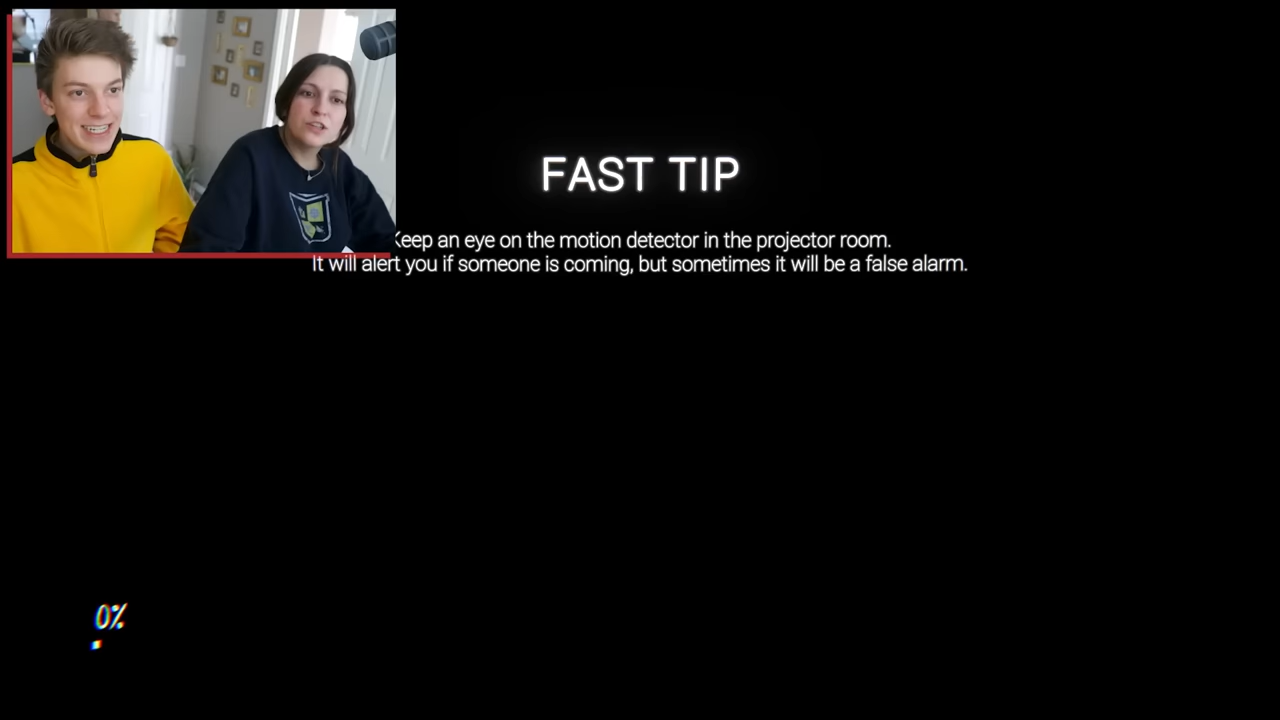 FAST TIP
Keep an eye on the motion detector in the projector room.
It will alert you if someone is coming, but sometimes it will be a false alarm.
0%